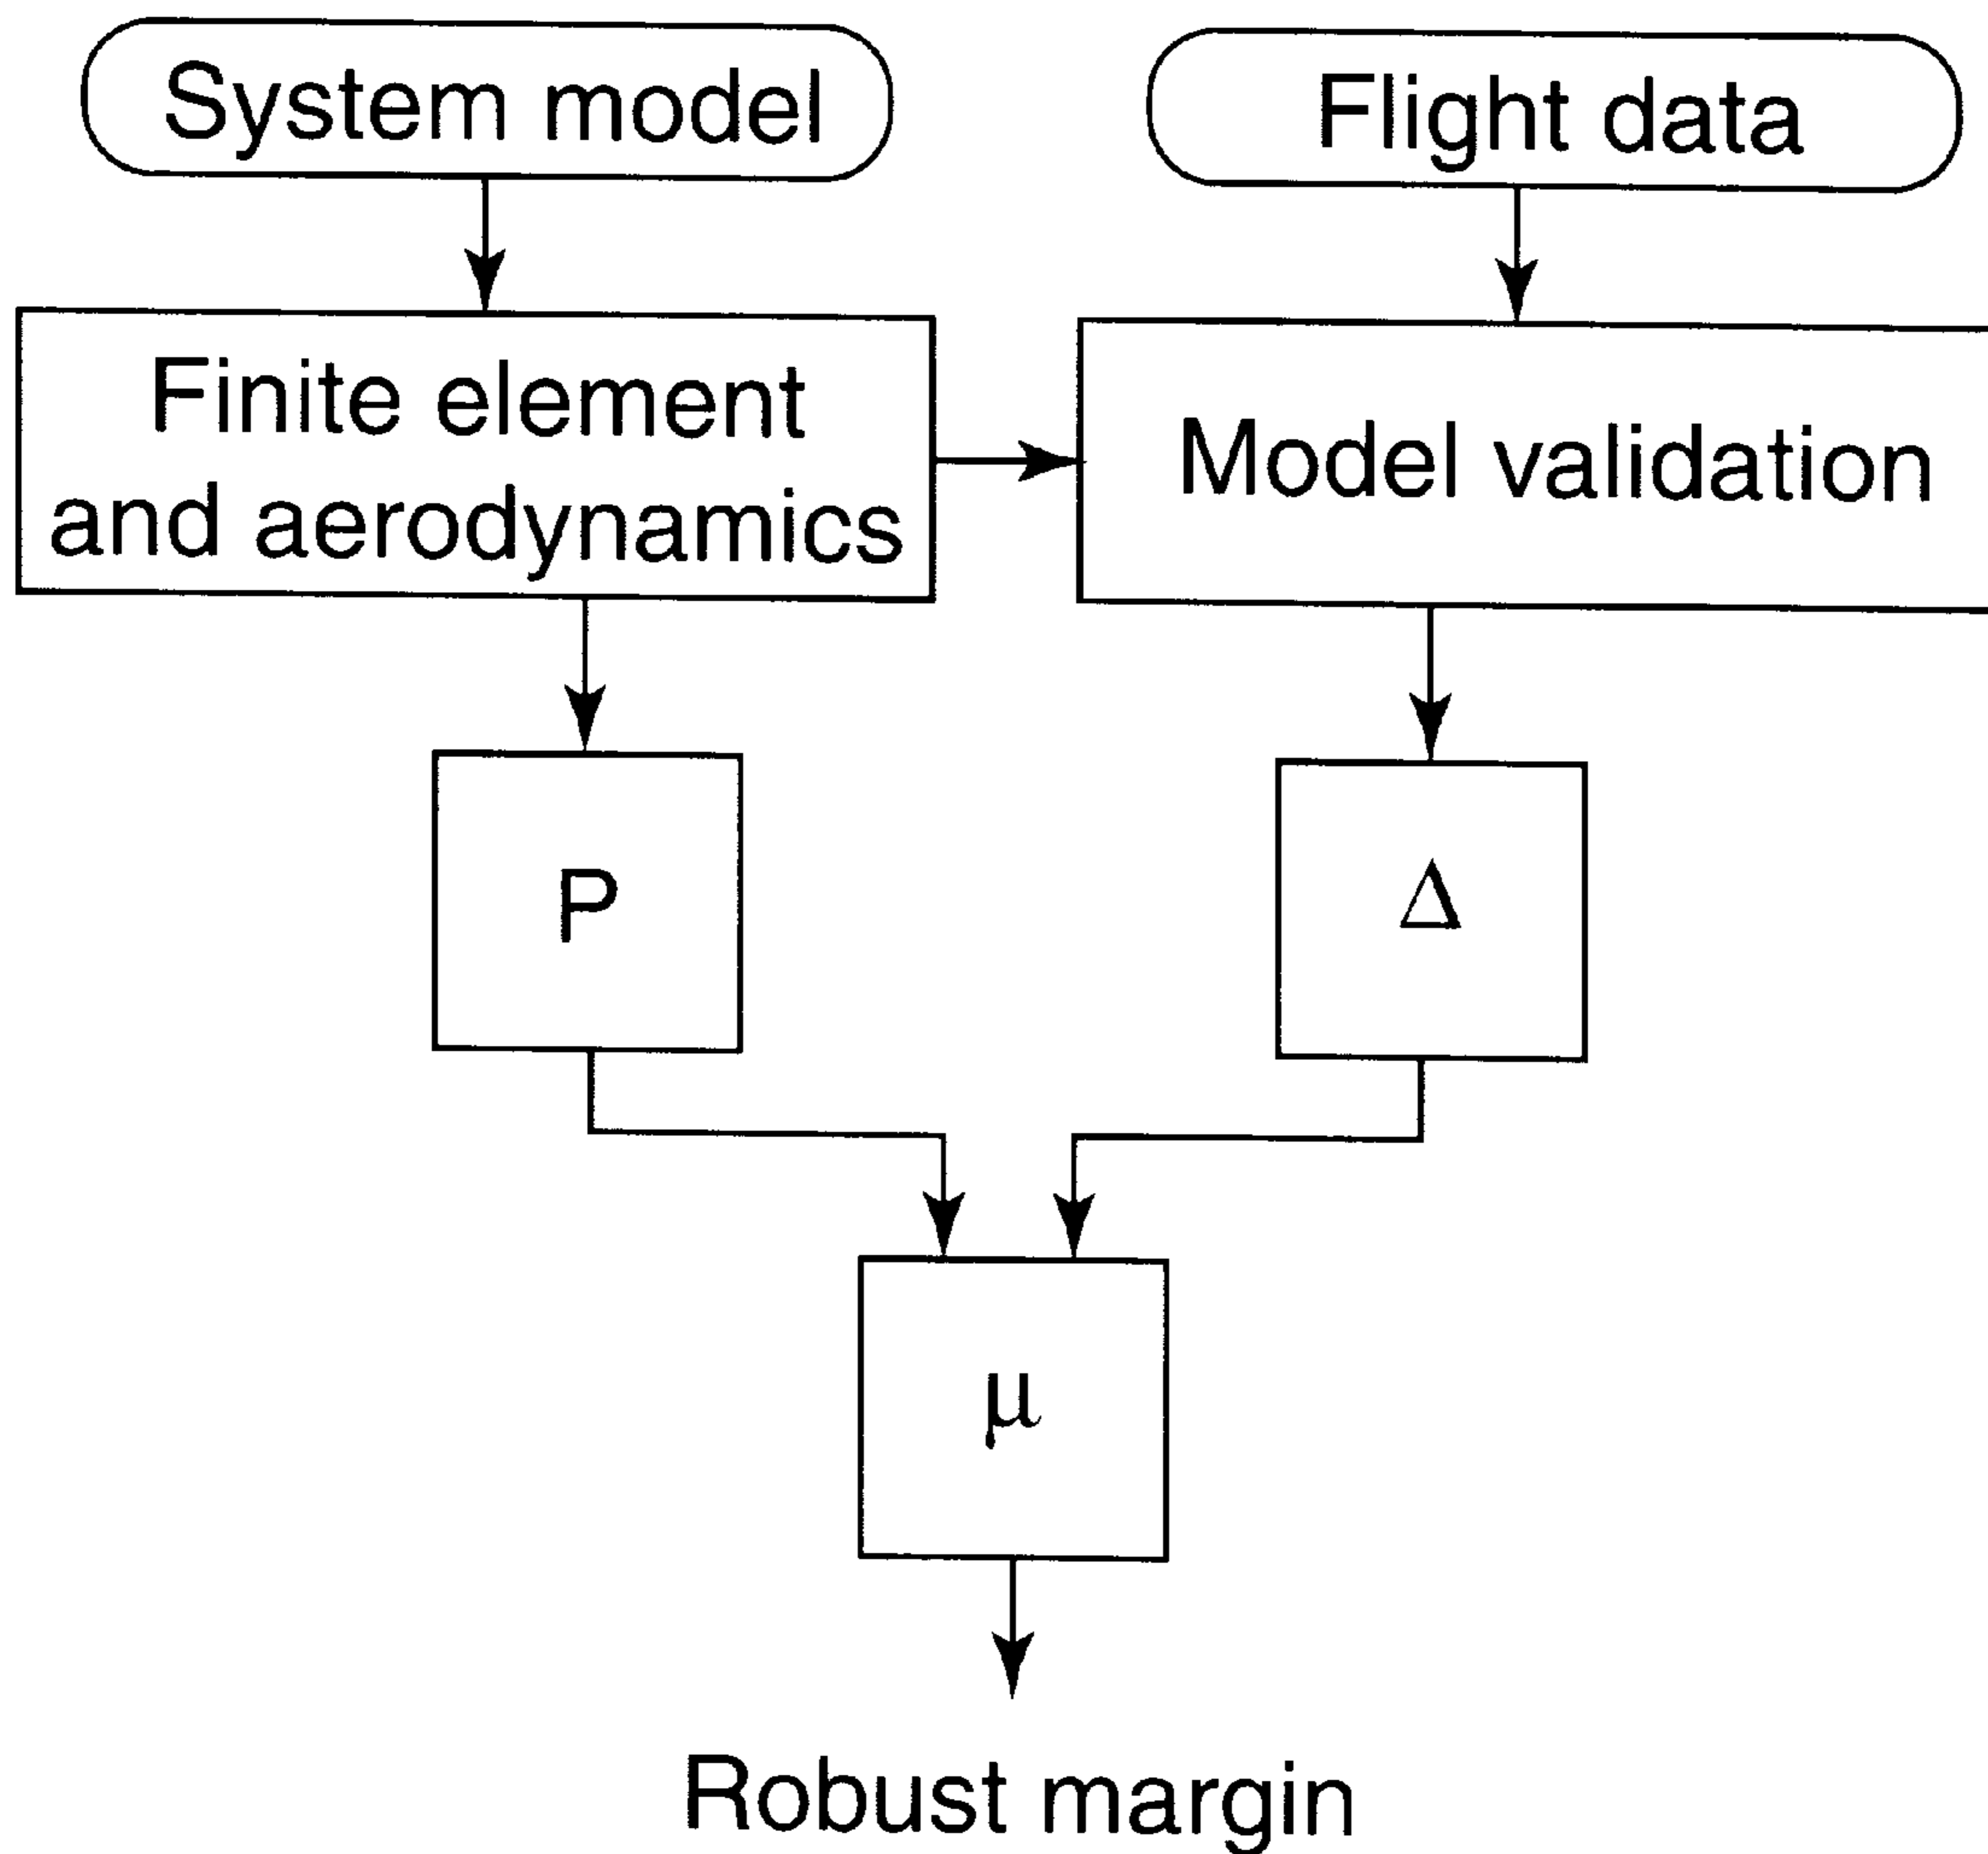 System model
Flight data
Finite element
and aerodynamics
Model validation
P
Δ
μ
Robust margin